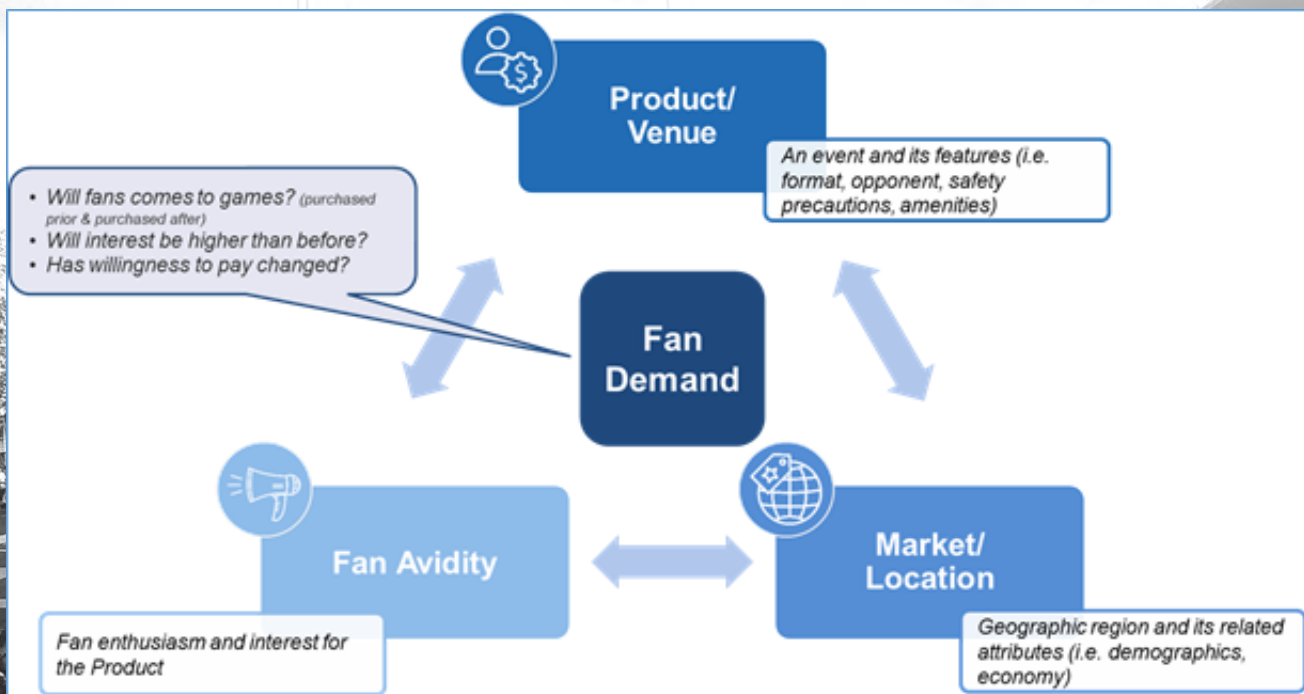 Product/
Venue
An event and its features (i.e.
format, opponent, safety
precautions, amenities)
• Will fans comes to games? (purchased
prior & purchased after)
• Will interest be higher than before?
• Has willingness to pay changed?
$
Fan
Demand
Fan Avidity
Fan enthusiasm and interest for
the Product
Market/
Location
Geographic region and its related
attributes (i.e. demographics,
economy)